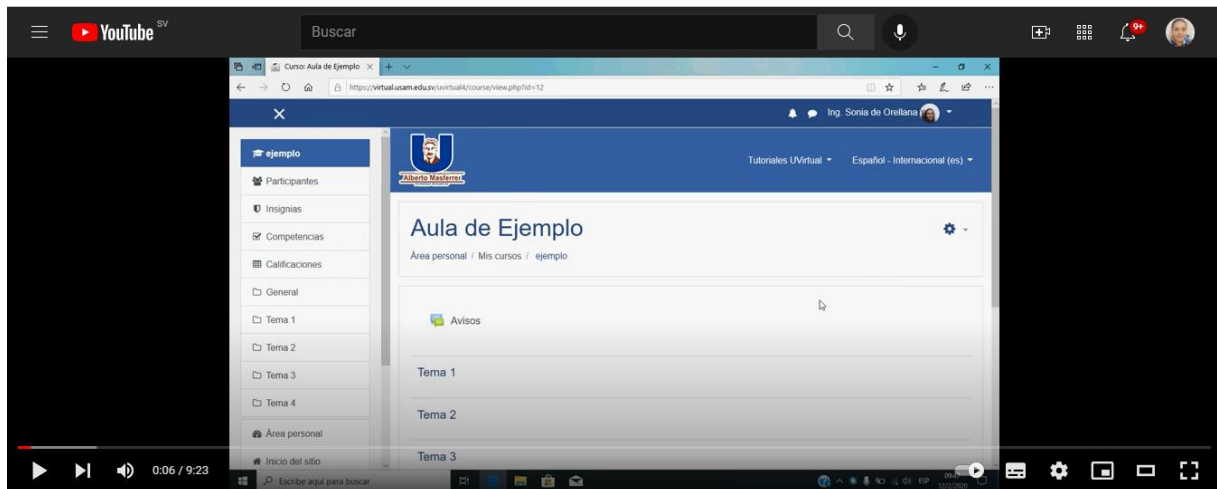 YouTube SV
Buscar
9+
Curso: Aula de Ejemplo
https://virtual.usam.edu.sv/uvirtual4/course/view.php?id=12
Ing. Sonia de Orellana
ejemplo
Participantes
Insignias
Competencias
Calificaciones
General
Tema 1
Tema 2
Tema 3
Tema 4
Área personal
Inicio del sitio
Alberto Masferrer
Tutoriales UVirtual
Español - Internacional (es)
Aula de Ejemplo
Área personal / Mis cursos / ejemplo
Avisos
Tema 1
Tema 2
Tema 3
0:06 / 9:23
Escribe aquí para buscar
ESP
12/2/2020